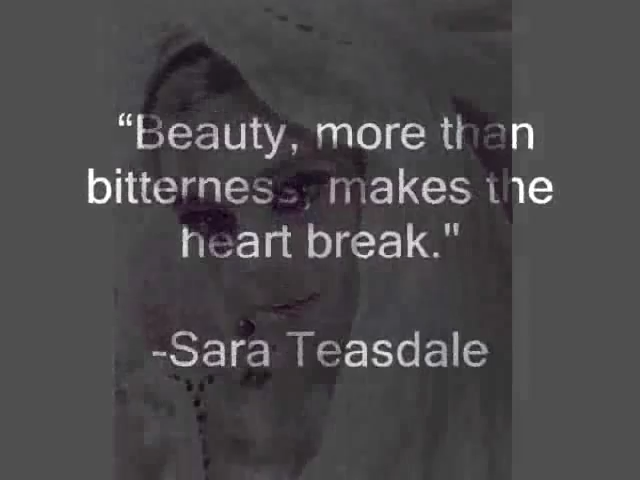 “Beauty, more than
bitterness, makes the
heart break."
-Sara Teasdale